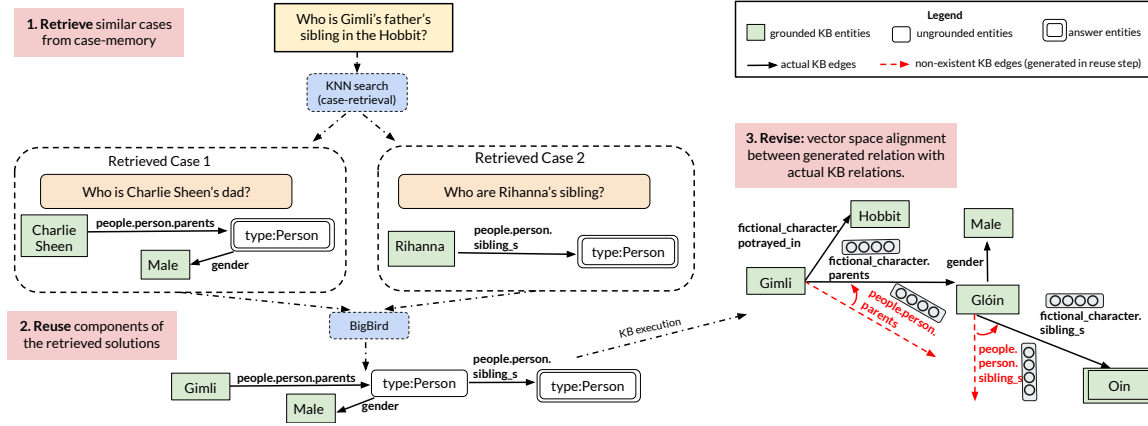 1. Retrieve similar cases
from case-memory
Who is Gimli's father's
sibling in the Hobbit?
KNN search
(case-retrieval)
Legend
grounded KB entities
ungrounded entities
answer entities
actual KB edges
non-existent KB edges (generated in reuse step)
Retrieved Case 1
Who is Charlie Sheen's dad?
Charlie
Sheen
people.person.parents
type:Person
Male
gender
Retrieved Case 2
Who are Rihanna's sibling?
Rihanna
people.person.
sibling_s
type:Person
2. Reuse components of
the retrieved solutions
BigBird
Gimli
people.person.parents
type:Person
people.person.
sibling_s
type:Person
Male
gender
KB execution
3. Revise: vector space alignment
between generated relation with
actual KB relations.
Hobbit
Male
fictional_character.
potrayed_in
fictional_character.
parents
gender
Gimli
Glóin
people.person.
parents
fictional_character.
sibling_s
people.
person.
sibling_s
Oin